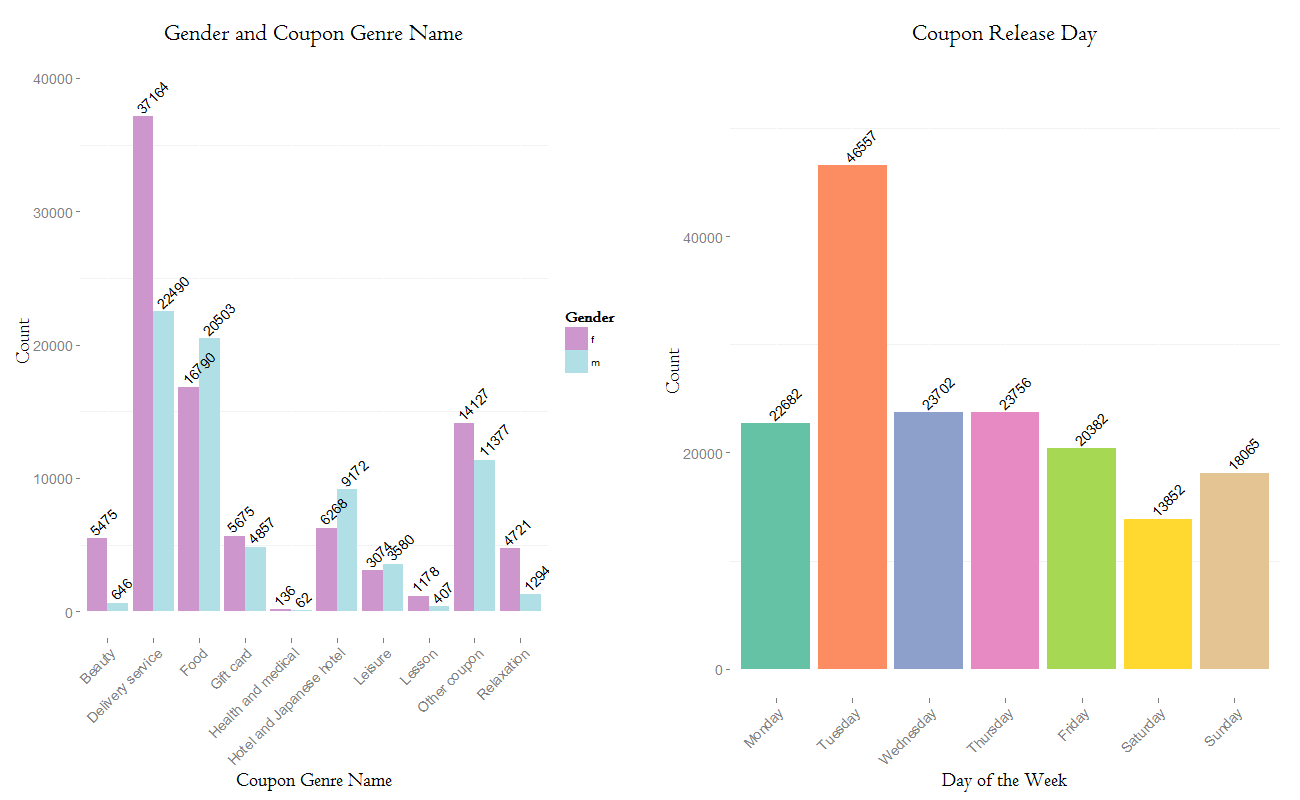 Gender and Coupon Genre Name
40000
30000
20000
10000
0
Count
37164
22490
20503
16790
14127
11377
9172
6268
5475
646
5675
4857
136
62
3074
3580
1178
407
4721
1294
Beauty
Delivery service
Food
Gift card
Health and medical
Hotel and Japanese hotel
Leisure
Lesson
Other coupon
Relaxation
Coupon Genre Name
Gender
f
m
Coupon Release Day
40000
20000
0
Count
22682
46557
23702
23756
20382
13852
18065
Monday
Tuesday
Wednesday
Thursday
Friday
Saturday
Sunday
Day of the Week